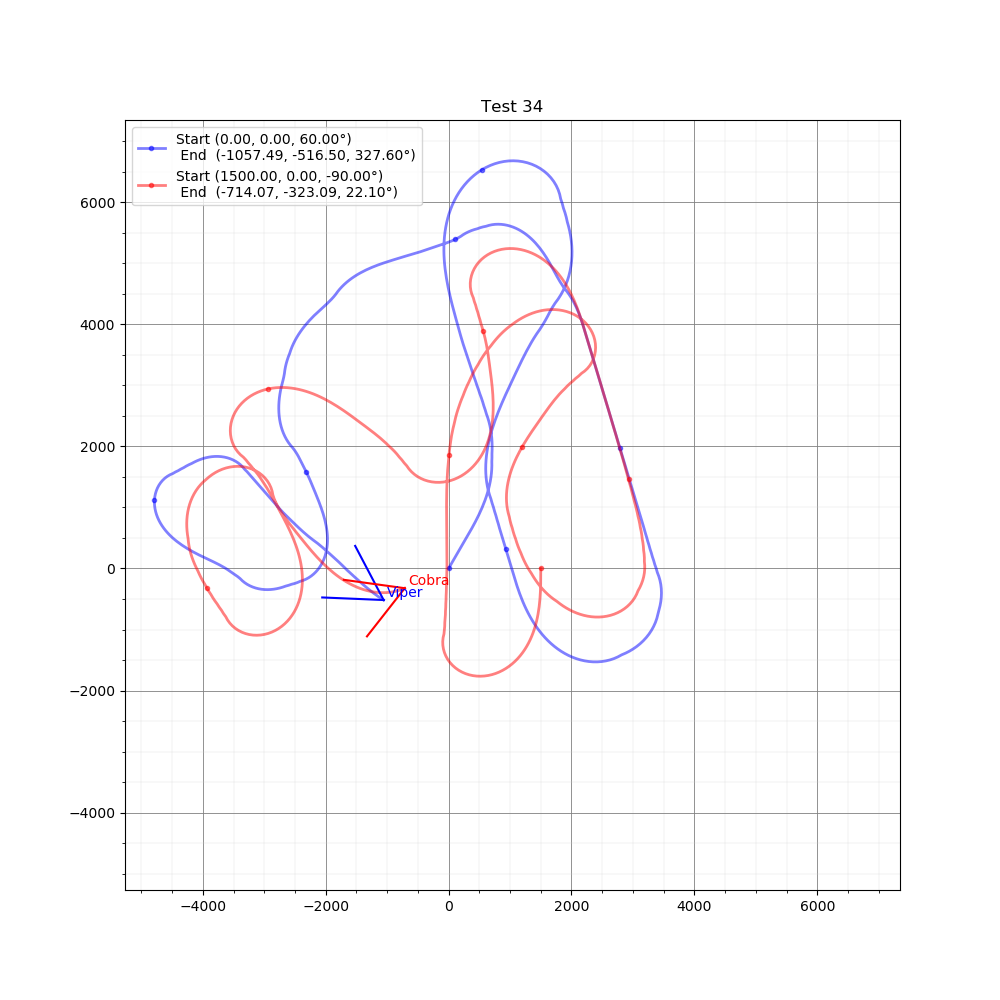 Test 34
Start (0.00, 0.00, 60.00°)
End (-1057.49, -516.50, 327.60°)
Start (1500.00, 0.00, -90.00°)
End (-714.07, -323.09, 22.10°)
6000
4000
2000
0
−2000
−4000
Cobra
Viper
−4000 −2000 0 2000 4000 6000